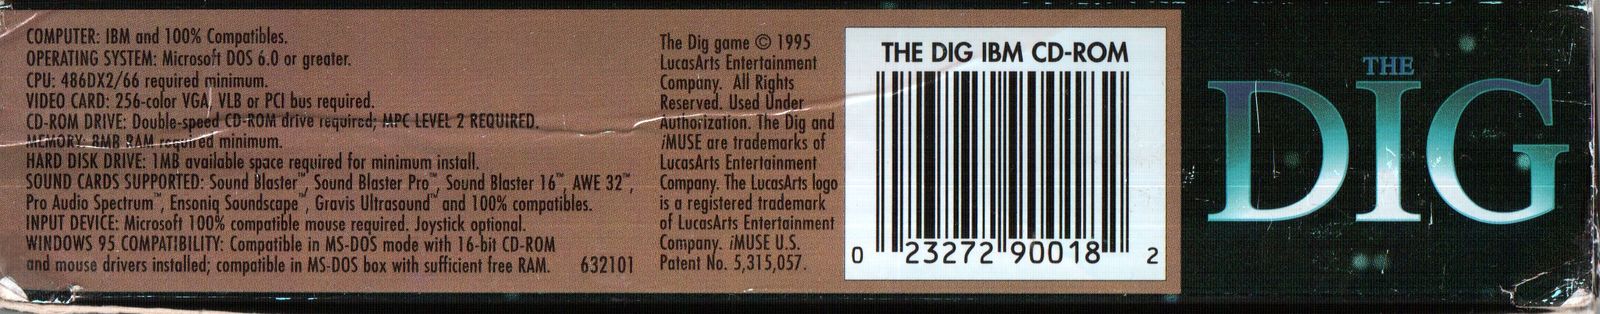 COMPUTER: IBM and 100% Compatibles.
OPERATING SYSTEM: Microsoft DOS 6.0 or greater.
CPU: 486DX2/66 required minimum.
VIDEO CARD: 256-color VGA, VLB or PCI bus required.
CD-ROM DRIVE: Double-speed CD-ROM drive required; MPC LEVEL 2 REQUIRED.
MEMORY: 8MB RAM required minimum.
HARD DISK DRIVE: 1MB available space required for minimum install.
SOUND CARDS SUPPORTED: Sound Blaster™, Sound Blaster Pro™, Sound Blaster 16™, AWE 32™,
Pro Audio Spectrum™, Ensoniq Soundscape™, Gravis Ultrasound™ and 100% compatibles.
INPUT DEVICE: Microsoft 100% compatible mouse required. Joystick optional.
WINDOWS 95 COMPATIBILITY: Compatible in MS-DOS mode with 16-bit CD-ROM
and mouse drivers installed; compatible in MS-DOS box with sufficient free RAM. 632101
The Dig game © 1995
LucasArts Entertainment
Company. All Rights
Reserved. Used Under
Authorization. The Dig and
iMUSE are trademarks of
LucasArts Entertainment
Company. The LucasArts logo
is a registered trademark
of LucasArts Entertainment
Company. iMUSE U.S.
Patent No. 5,315,057.
THE DIG IBM CD-ROM
0 23272 90018 2
THE
DIG